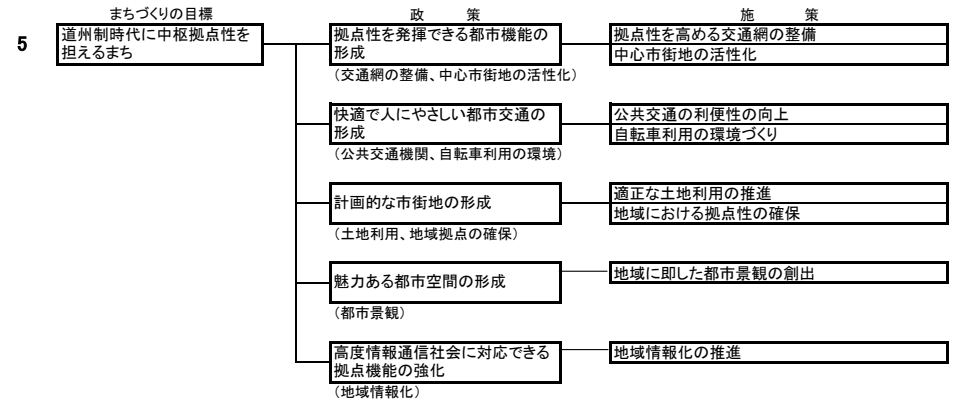 まちづくりの目標
政 策
施 策
5
道州制時代に中枢拠点性を
担えるまち
拠点性を発揮できる都市機能の
形成
(交通網の整備、中心市街地の活性化)
拠点性を高める交通網の整備
中心市街地の活性化
快適で人にやさしい都市交通の
形成
(公共交通機関、自転車利用の環境)
公共交通の利便性の向上
自転車利用の環境づくり
計画的な市街地の形成
(土地利用、地域拠点の確保)
適正な土地利用の推進
地域における拠点性の確保
魅力ある都市空間の形成
(都市景観)
地域に即した都市景観の創出
高度情報通信社会に対応できる
拠点機能の強化
(地域情報化)
地域情報化の推進